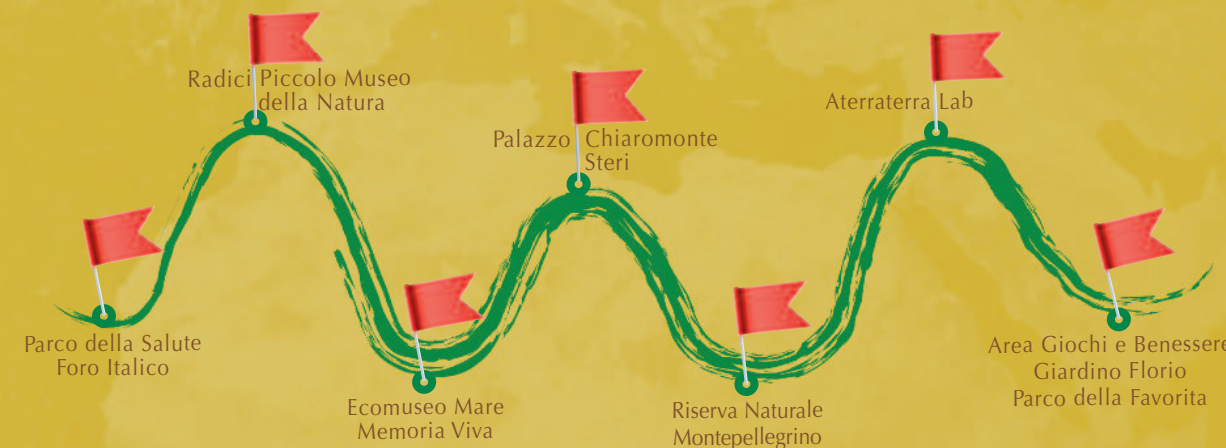 Radici Piccolo Museo
della Natura
Aterraterra Lab
Palazzo Chiaromonte
Steri
Parco della Salute
Foro Italico
Area Giochi e Benessere
Giardino Florio
Parco della Favorita
Ecomuseo Mare
Memoria Viva
Riserva Naturale
Montepellegrino